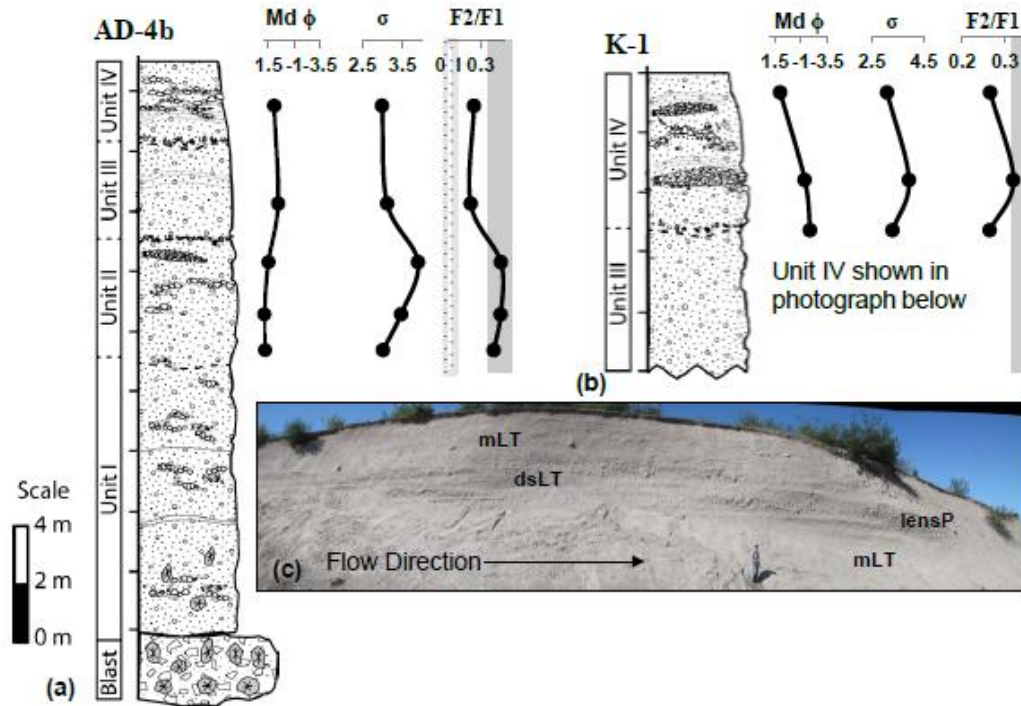 AD-4b
Md ϕ
σ
F2/F1
1.5 -1 -3.5
2.5 3.5
0 .1 0.3
Unit IV
Unit III
Unit II
Unit I
Blast
Scale
4 m
2 m
0 m
(a)
K-1
Md ϕ
σ
F2/F1
1.5 -1 -3.5
2.5 4.5
0.2 0.3
Unit IV
Unit III
Unit IV shown in
photograph below
(b)
mLT
dsLT
lensP
mLT
Flow Direction
(c)